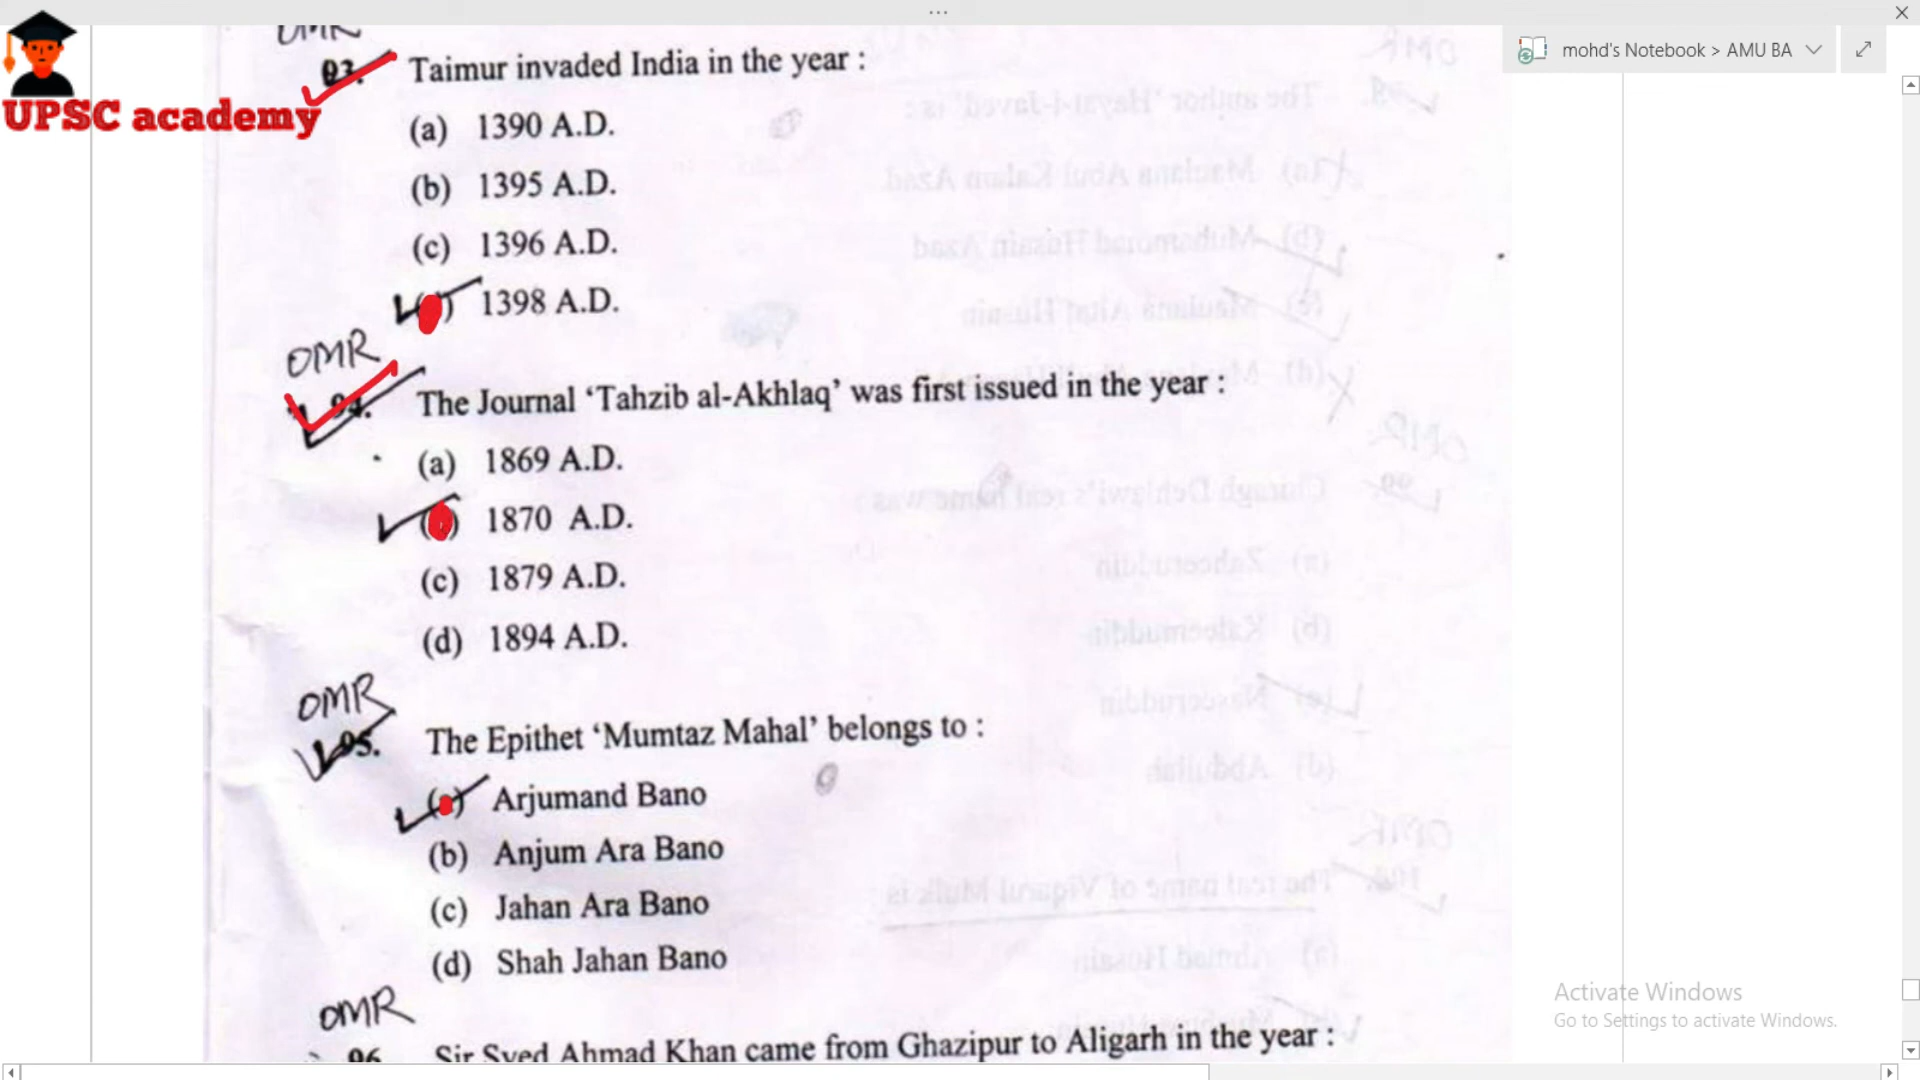 ...
mohd's Notebook > AMU BA
UPSC academy
OMR
93. Taimur invaded India in the year :
(a) 1390 A.D.
(b) 1395 A.D.
(c) 1396 A.D.
1398 A.D.
OMR
94. The Journal ‘Tahzib al-Akhlaq’ was first issued in the year :
(a) 1869 A.D.
1870 A.D.
(c) 1879 A.D.
(d) 1894 A.D.
OMR
95. The Epithet ‘Mumtaz Mahal’ belongs to :
Arjumand Bano
(b) Anjum Ara Bano
(c) Jahan Ara Bano
(d) Shah Jahan Bano
OMR
96 Sir Syed Ahmad Khan came from Ghazipur to Aligarh in the year :
Activate Windows
Go to Settings to activate Windows.